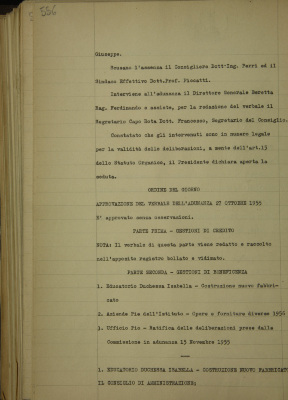 536
Giuseppe.
Scusano l'assenza il Consigliere Dott-Ing. Ferri ed il
Sindaco Effettivo Dott.Prof. Piccatti.
Interviene all'adunanza il Direttore Generale Barotta
Rag. Ferdinando e assiste, per la redazione del verbale il
Segretario Capo Rota Dott. Francesco, Segretario del Consiglio.
Constatato che gli intervenuti sono in numero legale
per la validità delle deliberazioni, a mente dell'art.13
dello Statuto Organico, il Presidente dichiara aperta la
seduta.
ORDINE DEL GIORNO
APPROVAZIONE DEL VERBALE DELL'ADUNANZA 27 OTTOBRE 1955
E' approvato senza osservazioni.
PARTE PRIMA - GESTIONI DI CREDITO
NOTA: Il verbale di questa parte viene redatto e raccolto
nell'apposito registro bollato e vidimato.
PARTE SECONDA - GESTIONI DI BENEFICENZA
1. Educatorio Duchessa Isabella - Costruzione nuovo fabbri-
cato
2. Azienda Pie dell'Istituto - Opere e forniture diverse 1956
3. Ufficio Pio - Ratifica delle deliberazioni prese dalla
Commissione in adunanza 15 Novembre 1955
1. EDUCATORIO DUCHESSA ISABELLA - COSTRUZIONE NUOVO FABBRICATO
IL CONSIGLIO DI AMMINISTRAZIONE;